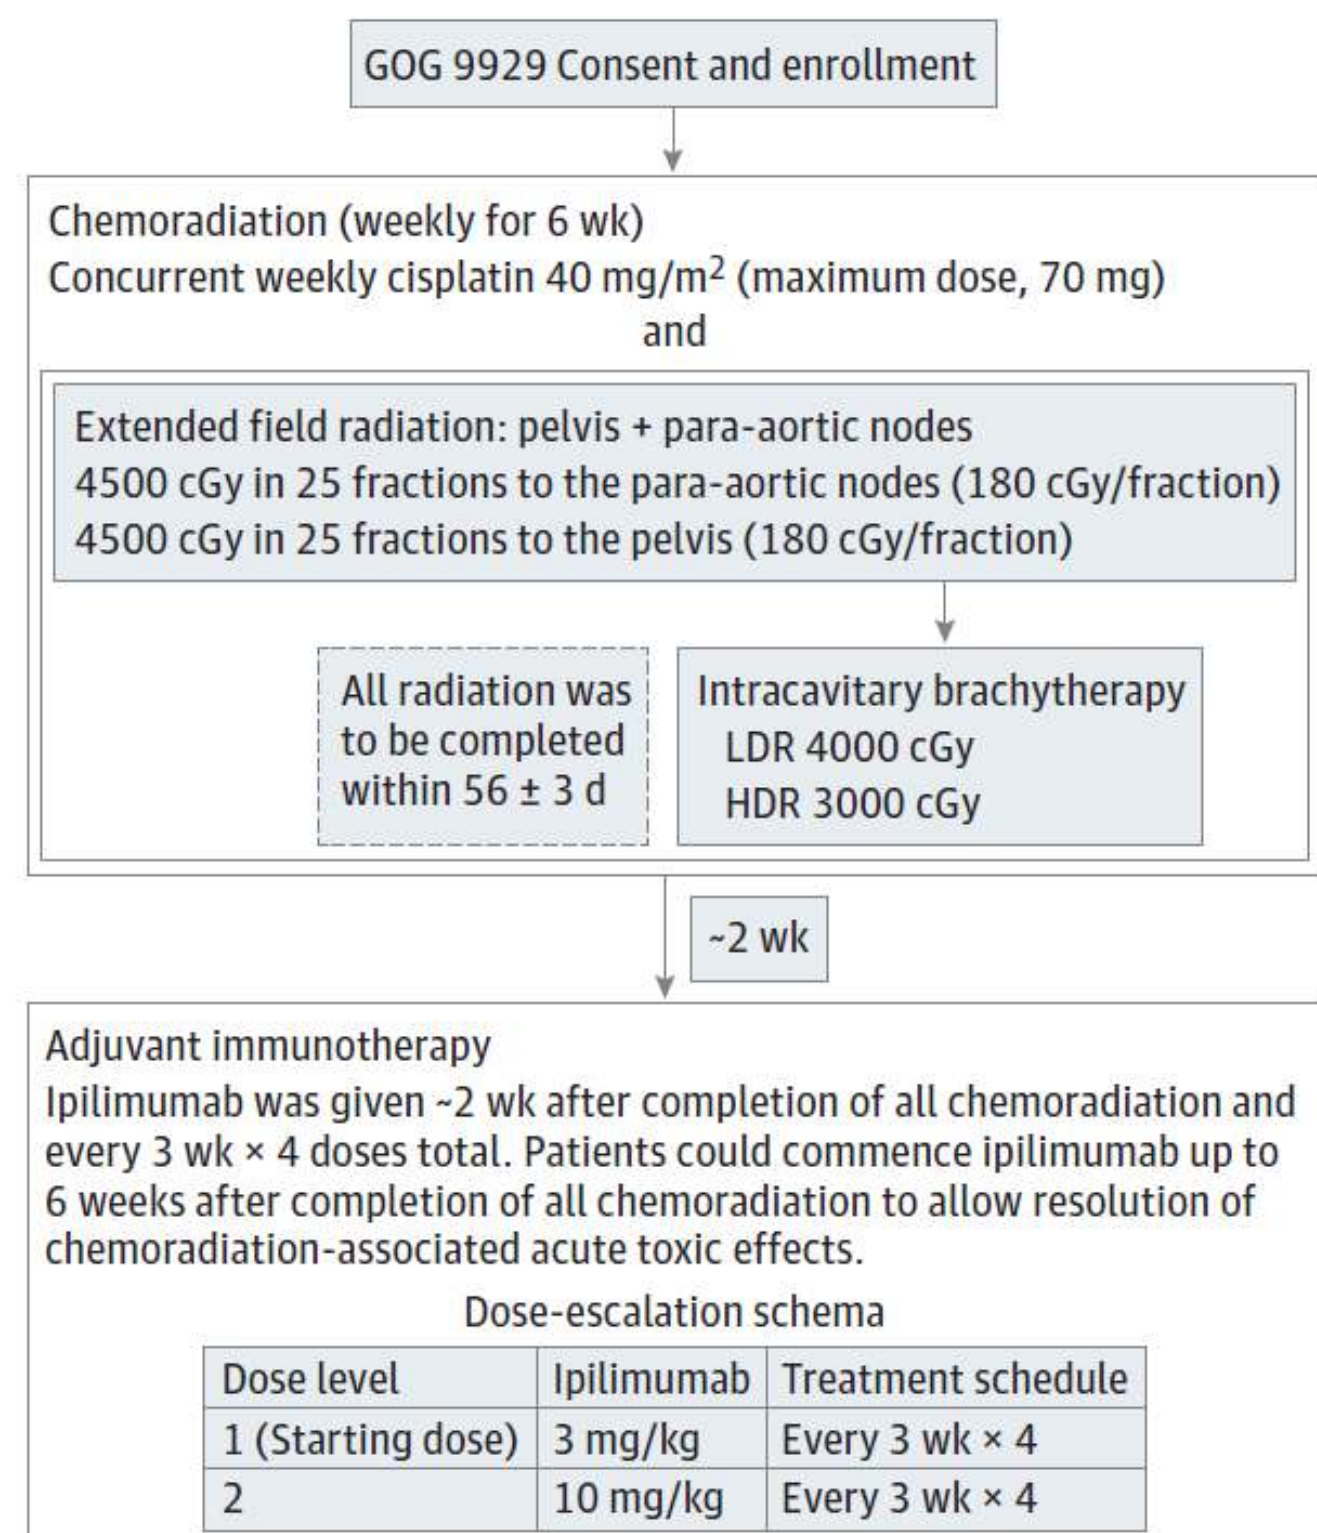 GOG 9929 Consent and enrollment
Chemoradiation (weekly for 6 wk)
Concurrent weekly cisplatin 40 mg/m² (maximum dose, 70 mg)
and
Extended field radiation: pelvis + para-aortic nodes
4500 cGy in 25 fractions to the para-aortic nodes (180 cGy/fraction)
4500 cGy in 25 fractions to the pelvis (180 cGy/fraction)
All radiation was
to be completed
within 56 ± 3 d
Intracavitary brachytherapy
LDR 4000 cGy
HDR 3000 cGy
~2 wk
Adjuvant immunotherapy
Ipilimumab was given ~2 wk after completion of all chemoradiation and
every 3 wk × 4 doses total. Patients could commence ipilimumab up to
6 weeks after completion of all chemoradiation to allow resolution of
chemoradiation-associated acute toxic effects.
Dose-escalation schema
Dose level Ipilimumab Treatment schedule
1 (Starting dose) 3 mg/kg Every 3 wk × 4
2 10 mg/kg Every 3 wk × 4